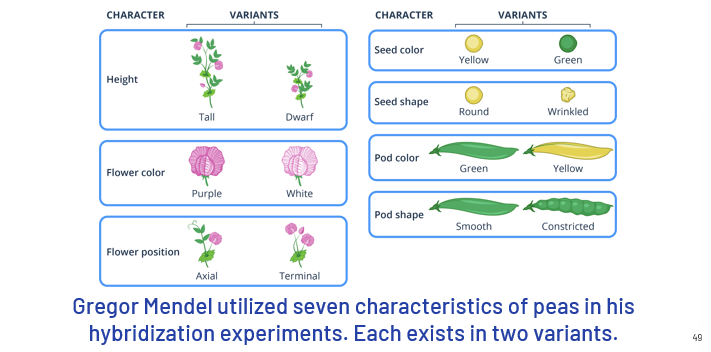 CHARACTER
VARIANTS
Height
Tall
Dwarf
Flower color
Purple
White
Flower position
Axial
Terminal
CHARACTER
VARIANTS
Seed color
Yellow
Green
Seed shape
Round
Wrinkled
Pod color
Green
Yellow
Pod shape
Smooth
Constricted
Gregor Mendel utilized seven characteristics of peas in his
hybridization experiments. Each exists in two variants.
49